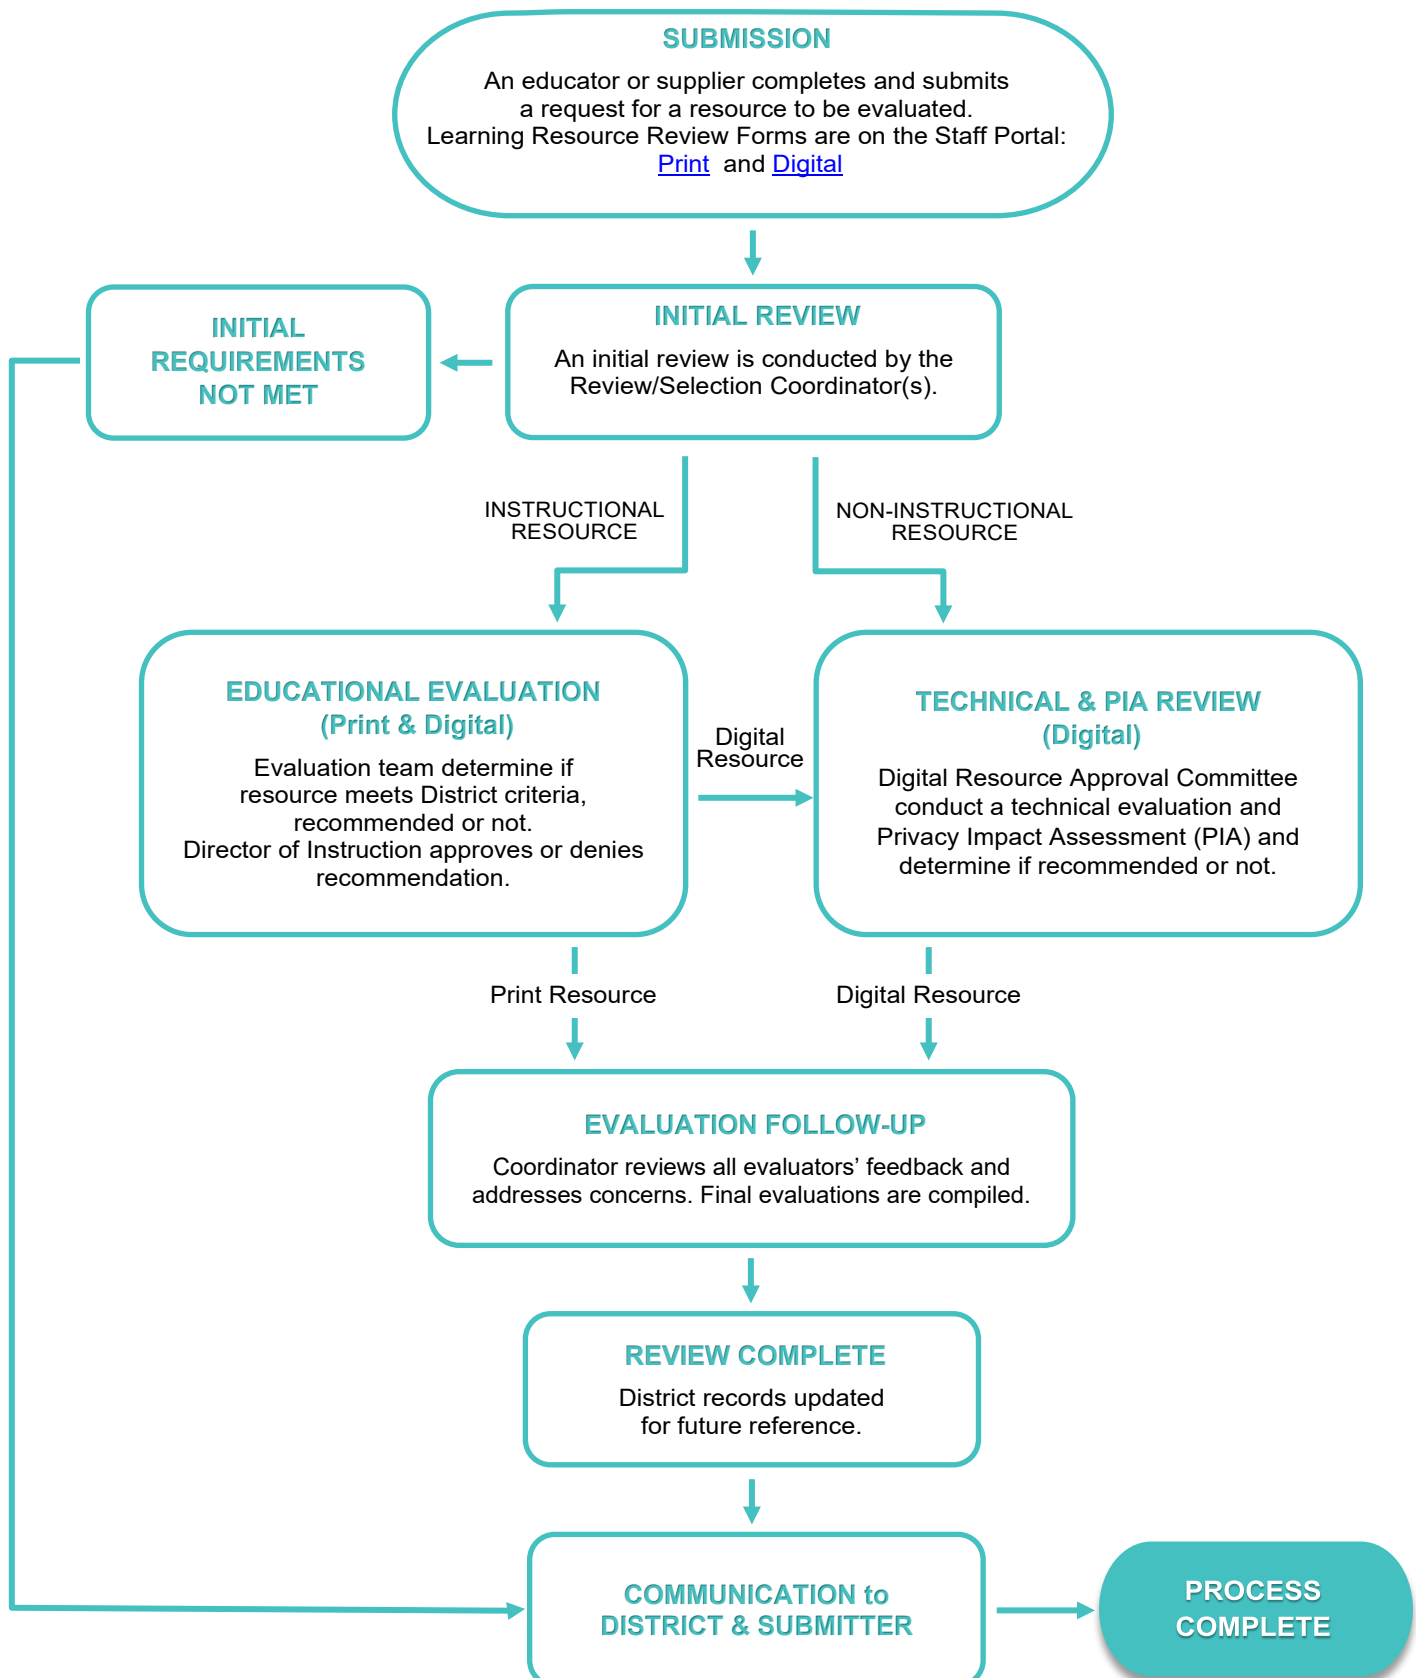 SUBMISSION
An educator or supplier completes and submits
a request for a resource to be evaluated.
Learning Resource Review Forms are on the Staff Portal:
Print and Digital
INITIAL
REQUIREMENTS
NOT MET
INITIAL REVIEW
An initial review is conducted by the
Review/Selection Coordinator(s).
INSTRUCTIONAL
RESOURCE
NON-INSTRUCTIONAL
RESOURCE
EDUCATIONAL EVALUATION
(Print & Digital)
Evaluation team determine if
resource meets District criteria,
recommended or not.
Director of Instruction approves or denies
recommendation.
Digital
Resource
TECHNICAL & PIA REVIEW
(Digital)
Digital Resource Approval Committee
conduct a technical evaluation and
Privacy Impact Assessment (PIA) and
determine if recommended or not.
Print Resource
Digital Resource
EVALUATION FOLLOW-UP
Coordinator reviews all evaluators’ feedback and
addresses concerns. Final evaluations are compiled.
REVIEW COMPLETE
District records updated
for future reference.
COMMUNICATION to
DISTRICT & SUBMITTER
PROCESS
COMPLETE